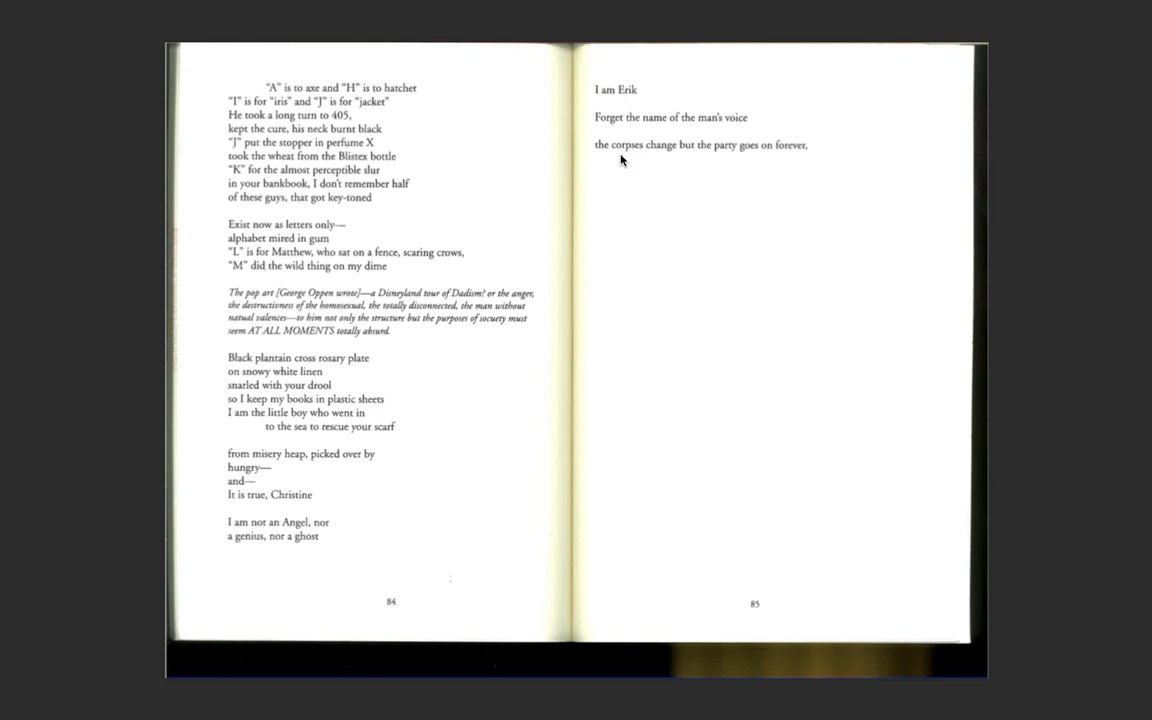 "A" is to axe and "H" is to hatchet
"I" is for "iris" and "J" is for "jacket"
He took a long turn to 405,
kept the cure, his neck burnt black
"J" put the stopper in perfume X
took the wheat from the Blistex bottle
"K" for the almost perceptible slur
in your bankbook, I don't remember half
of these guys, that got key-toned
Exist now as letters only—
alphabet mired in gum
"L" is for Matthew, who sat on a fence, scaring crows,
"M" did the wild thing on my dime
The pop art [George Oppen wrote]—a Disneyland tour of Dadism? or the anger,
the destructivness of the homosexual, the totally disconnected, the man without
natual valences—to him not only the structure but the purposes of society must
seem AT ALL MOMENTS totally absurd.
Black plantain cross rosary plate
on snowy white linen
snarled with your drool
so I keep my books in plastic sheets
I am the little boy who went in
to the sea to rescue your scarf
from misery heap, picked over by
hungry—
and—
It is true, Christine
I am not an Angel, nor
a genius, nor a ghost
84
I am Erik
Forget the name of the man's voice
the corpses change but the party goes on forever,
85